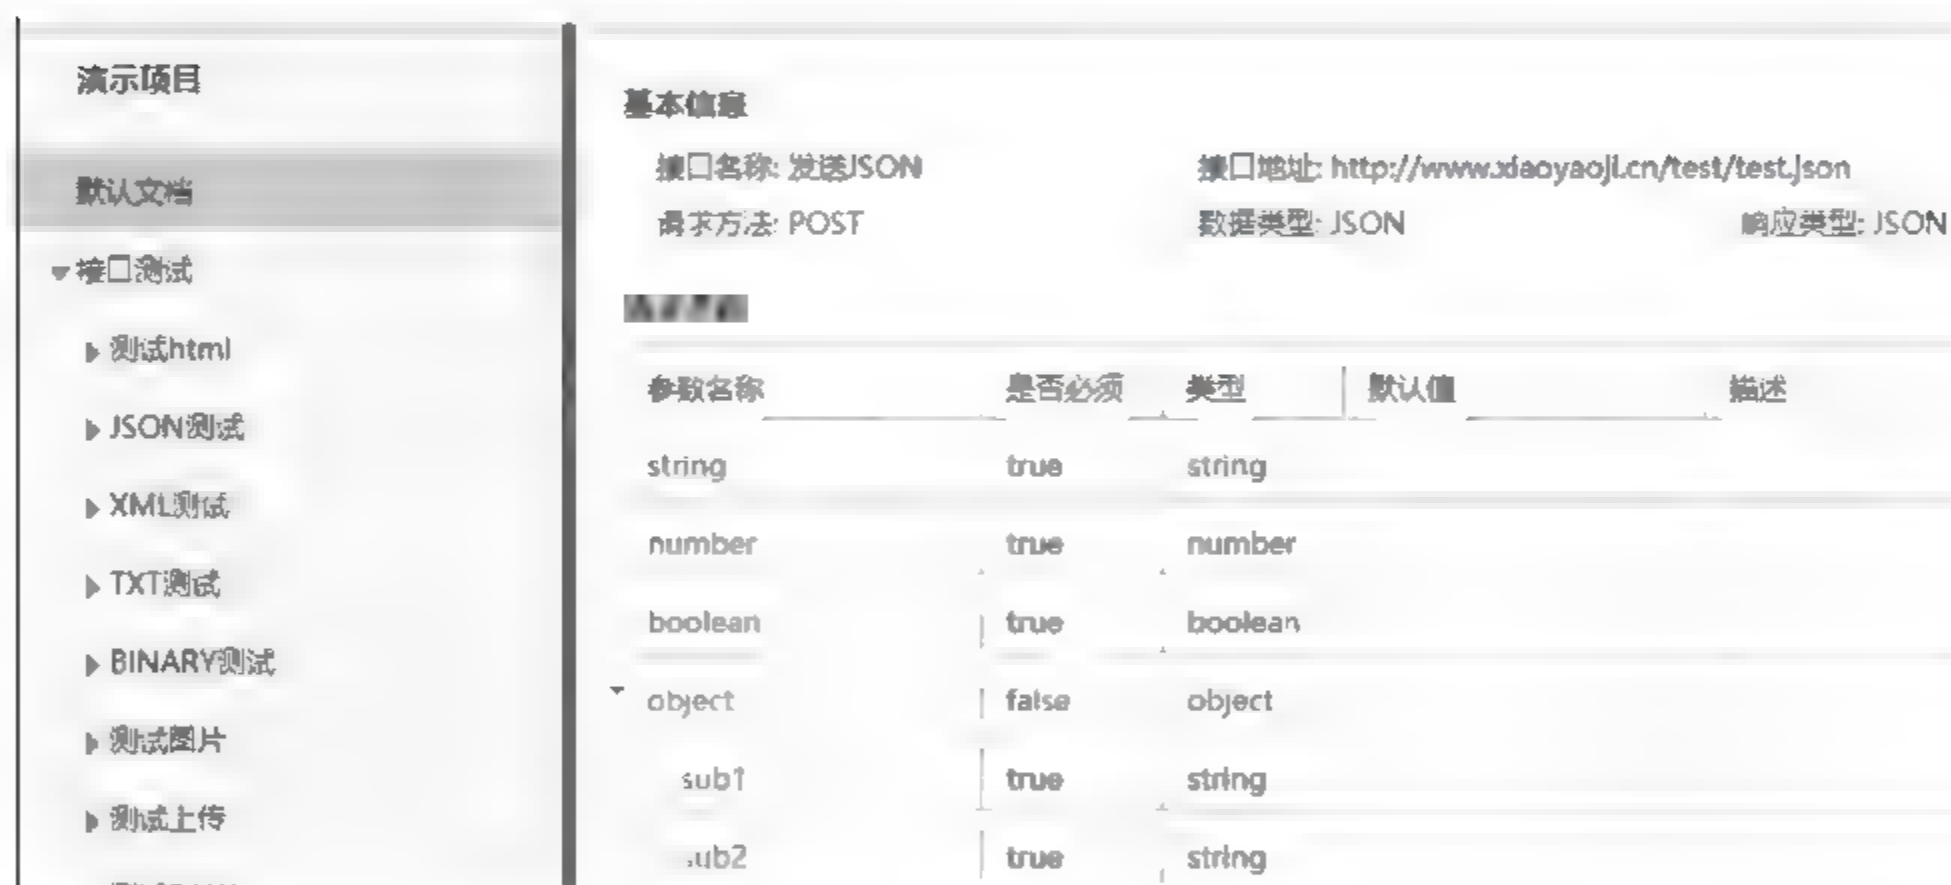 演示项目
默认文档
接口测试
测试html
JSON测试
XML测试
TXT测试
BINARY测试
测试图片
测试上传
基本信息
接口名称: 发送JSON 接口地址: http://www.xiaoyaoji.cn/test/test.json
请求方法: POST 数据类型: JSON 响应类型: JSON
参数名称 是否必须 类型 默认值 描述
string true string
number true number
boolean true boolean
object false object
sub1 true string
sub2 true string